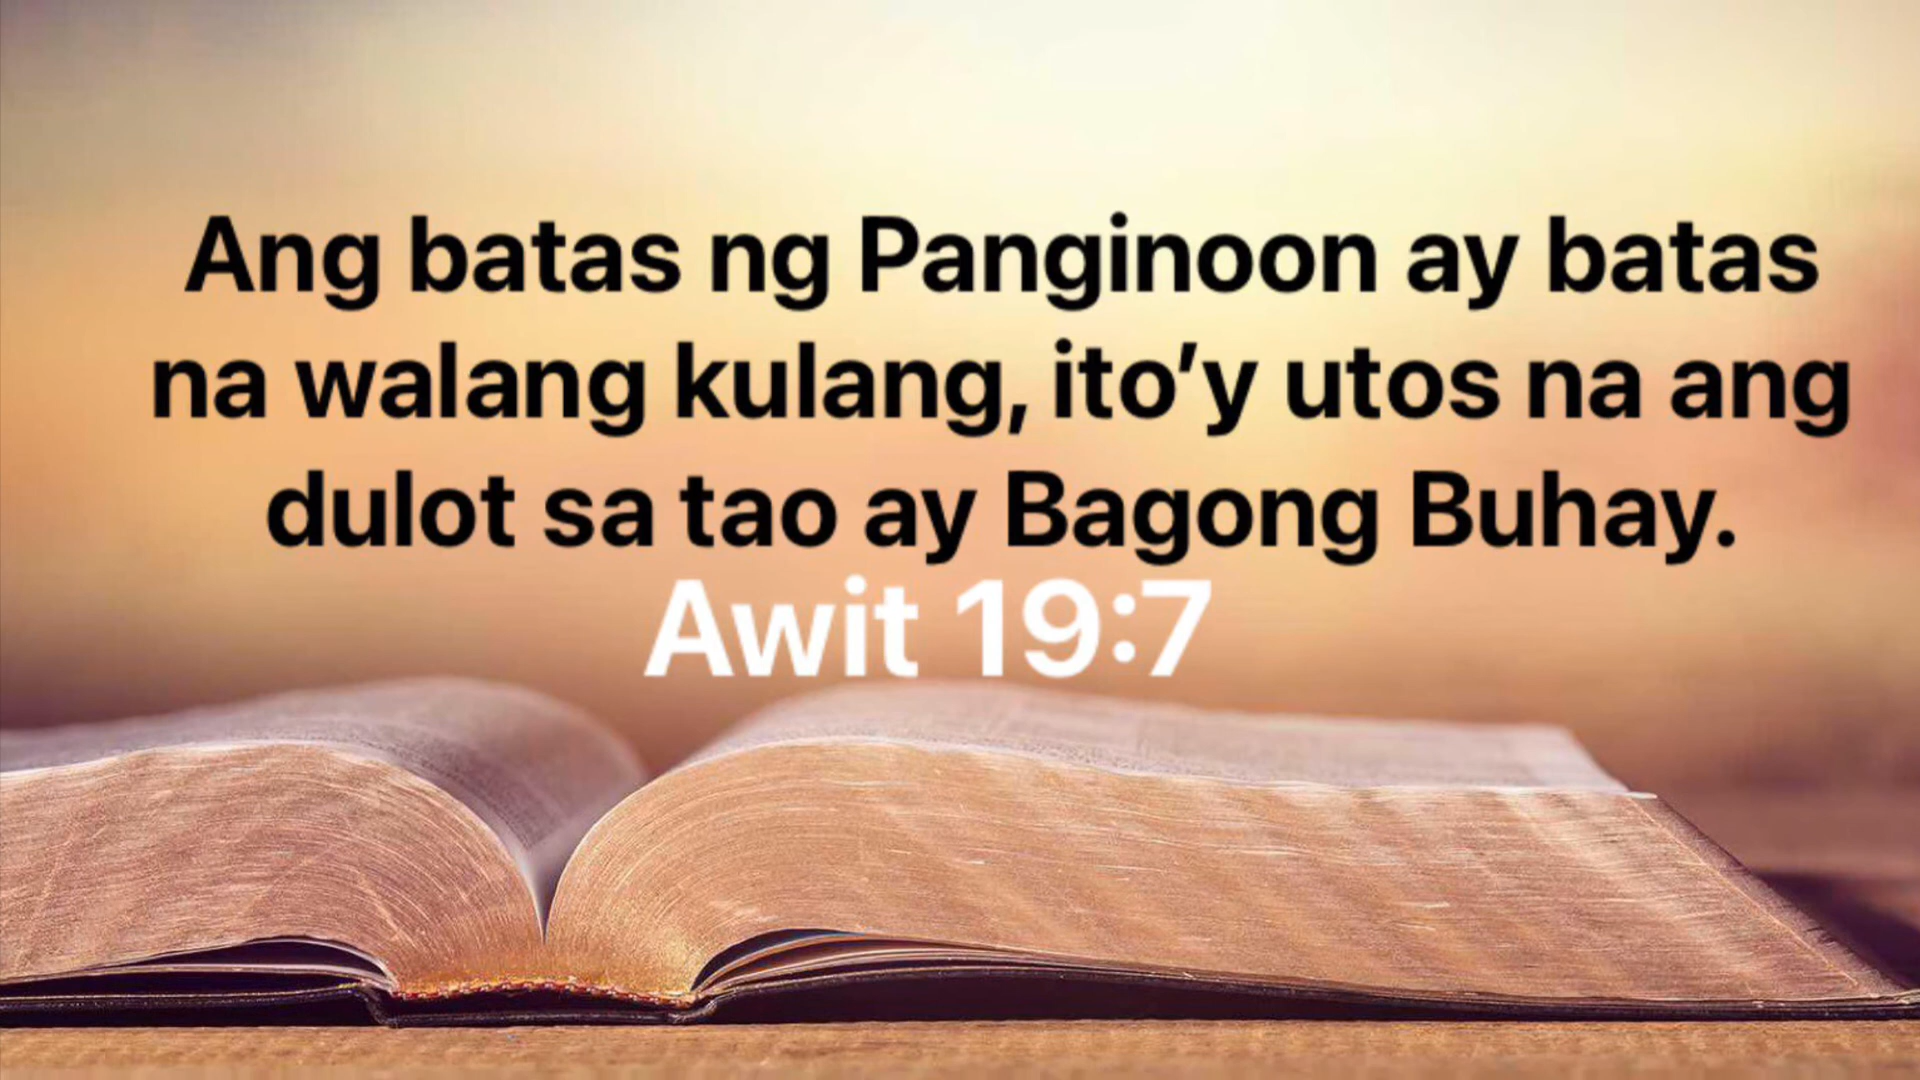 Ang batas ng Panginoon ay batas
na walang kulang, ito’y utos na ang
dulot sa tao ay Bagong Buhay.
Awit 19:7